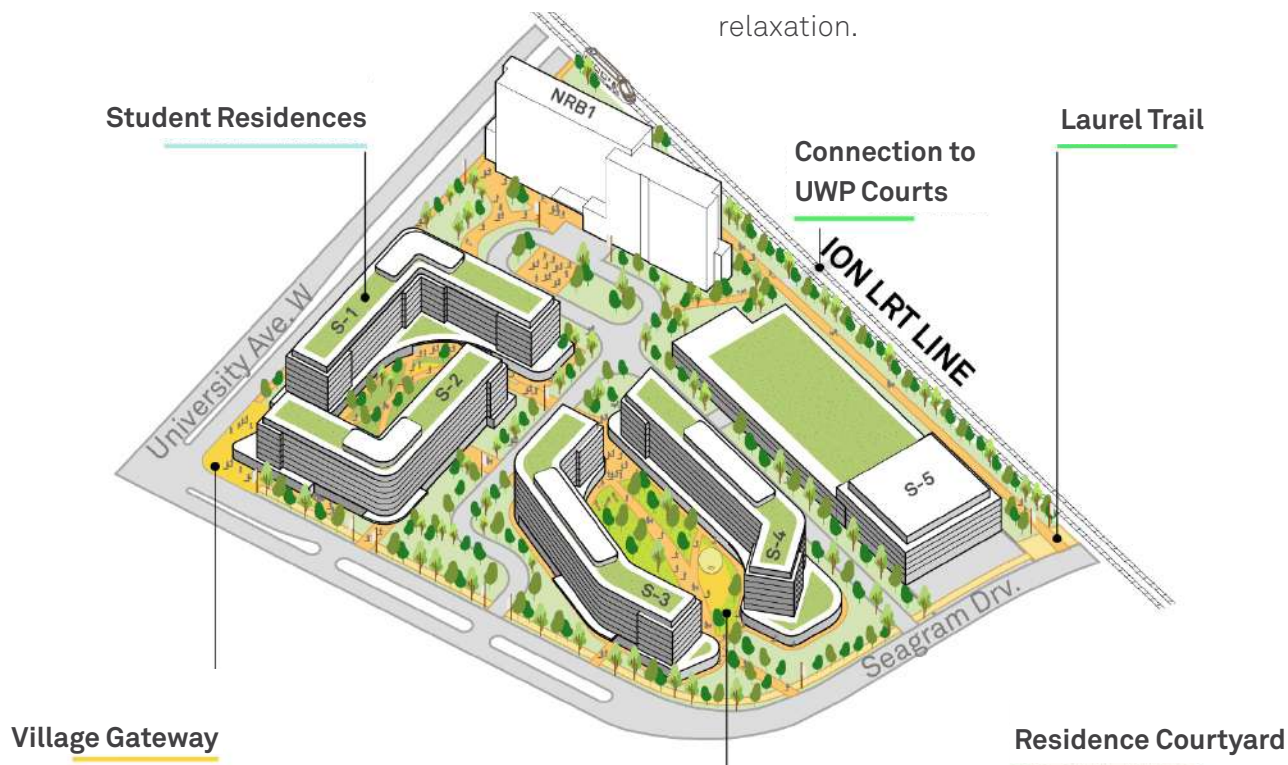 relaxation.
NRB1
Student Residences
Laurel Trail
Connection to
UWP Courts
ION LRT LINE
University Ave. W
S-1
S-2
S-5
S-4
S-3
Seagram Drv.
Village Gateway
Residence Courtyard